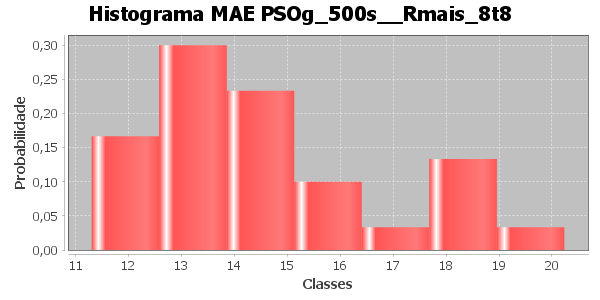 Histograma MAE PSOg_500s__Rmais_8t8
Probabilidade
0,30
0,25
0,20
0,15
0,10
0,05
0,00
11 12 13 14 15 16 17 18 19 20
Classes